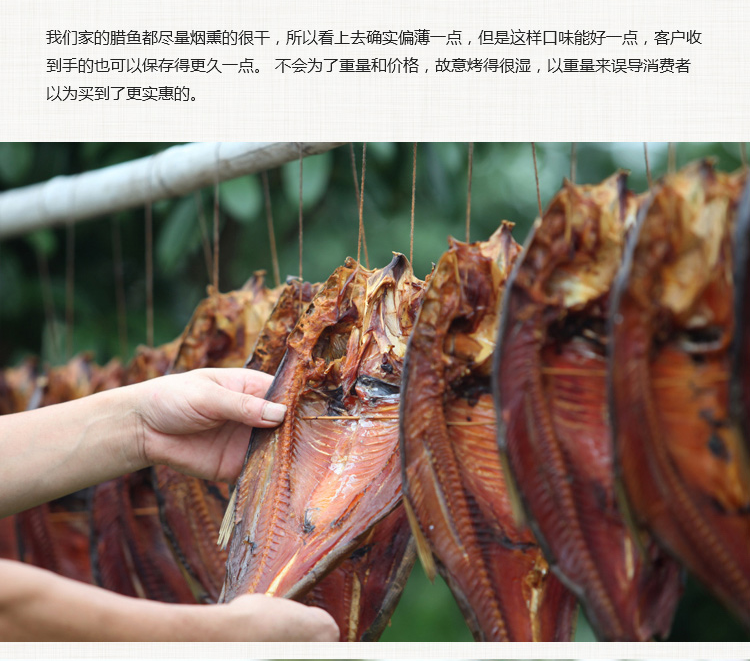 我们家的腊鱼都尽量烟熏的很干，所以看上去确实偏薄一点，但是这样口味能好一点，客户收
到手的也可以保存得更久一点。 不会为了重量和价格，故意烤得很湿，以重量来误导消费者
以为买到了更实惠的。